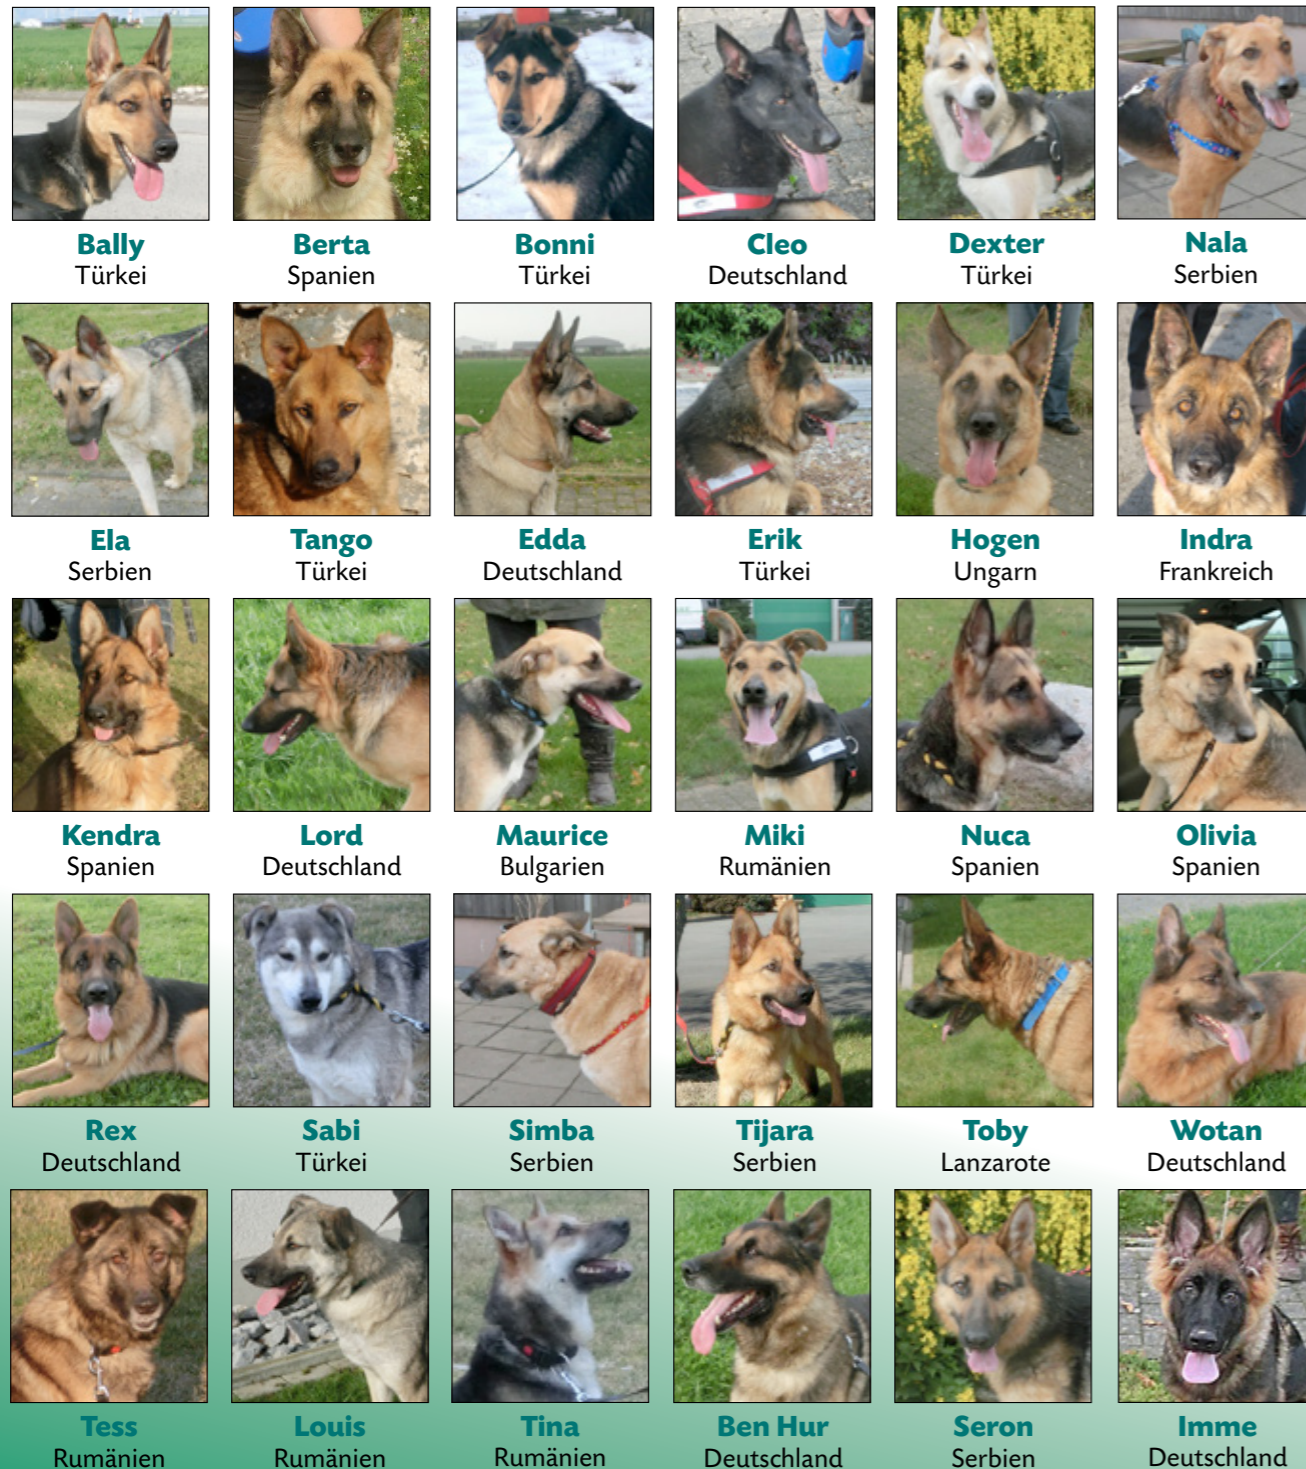 Bally
Türkei
Berta
Spanien
Bonni
Türkei
Cleo
Deutschland
Dexter
Türkei
Nala
Serbien
Ela
Serbien
Tango
Türkei
Edda
Deutschland
Erik
Türkei
Hogen
Ungarn
Indra
Frankreich
Kendra
Spanien
Lord
Deutschland
Maurice
Bulgarien
Miki
Rumänien
Nuca
Spanien
Olivia
Spanien
Rex
Deutschland
Sabi
Türkei
Simba
Serbien
Tijara
Serbien
Toby
Lanzarote
Wotan
Deutschland
Tess
Rumänien
Louis
Rumänien
Tina
Rumänien
Ben Hur
Deutschland
Seron
Serbien
Imme
Deutschland